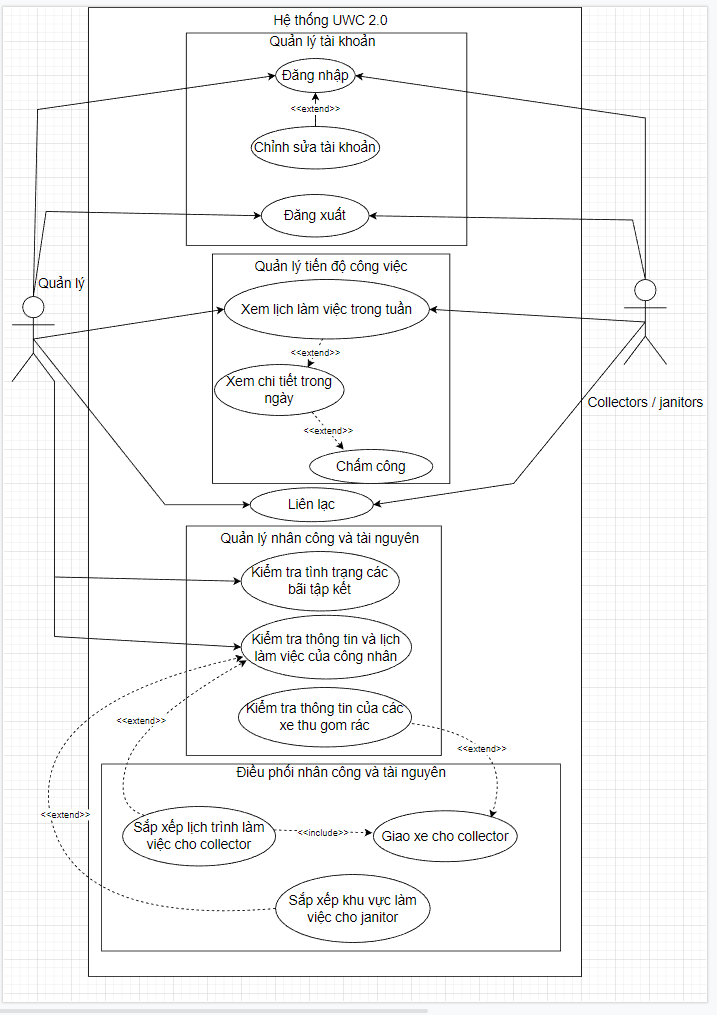 Hệ thống UWC 2.0
Quản lý tài khoản
Đăng nhập
<<extend>>
Chỉnh sửa tài khoản
Đăng xuất
Quản lý
Quản lý tiến độ công việc
Xem lịch làm việc trong tuần
<<extend>>
Xem chi tiết trong
ngày
<<extend>>
Chấm công
Collectors / janitors
Liên lạc
Quản lý nhân công và tài nguyên
Kiểm tra tình trạng các
bãi tập kết
Kiểm tra thông tin và lịch
làm việc của công nhân
Kiểm tra thông tin của các
xe thu gom rác
<<extend>>
<<extend>>
Điều phối nhân công và tài nguyên
<<extend>>
Sắp xếp lịch trình làm
việc cho collector
<<include>>
Giao xe cho collector
Sắp xếp khu vực làm
việc cho janitor